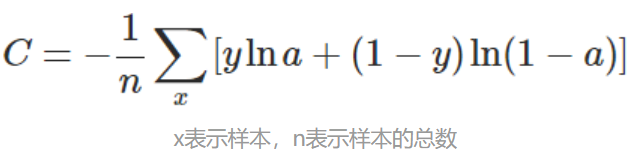 C = -\frac{1}{n} \sum_{x} [y \ln a + (1 - y) \ln(1 - a)]
x表示样本，n表示样本的总数